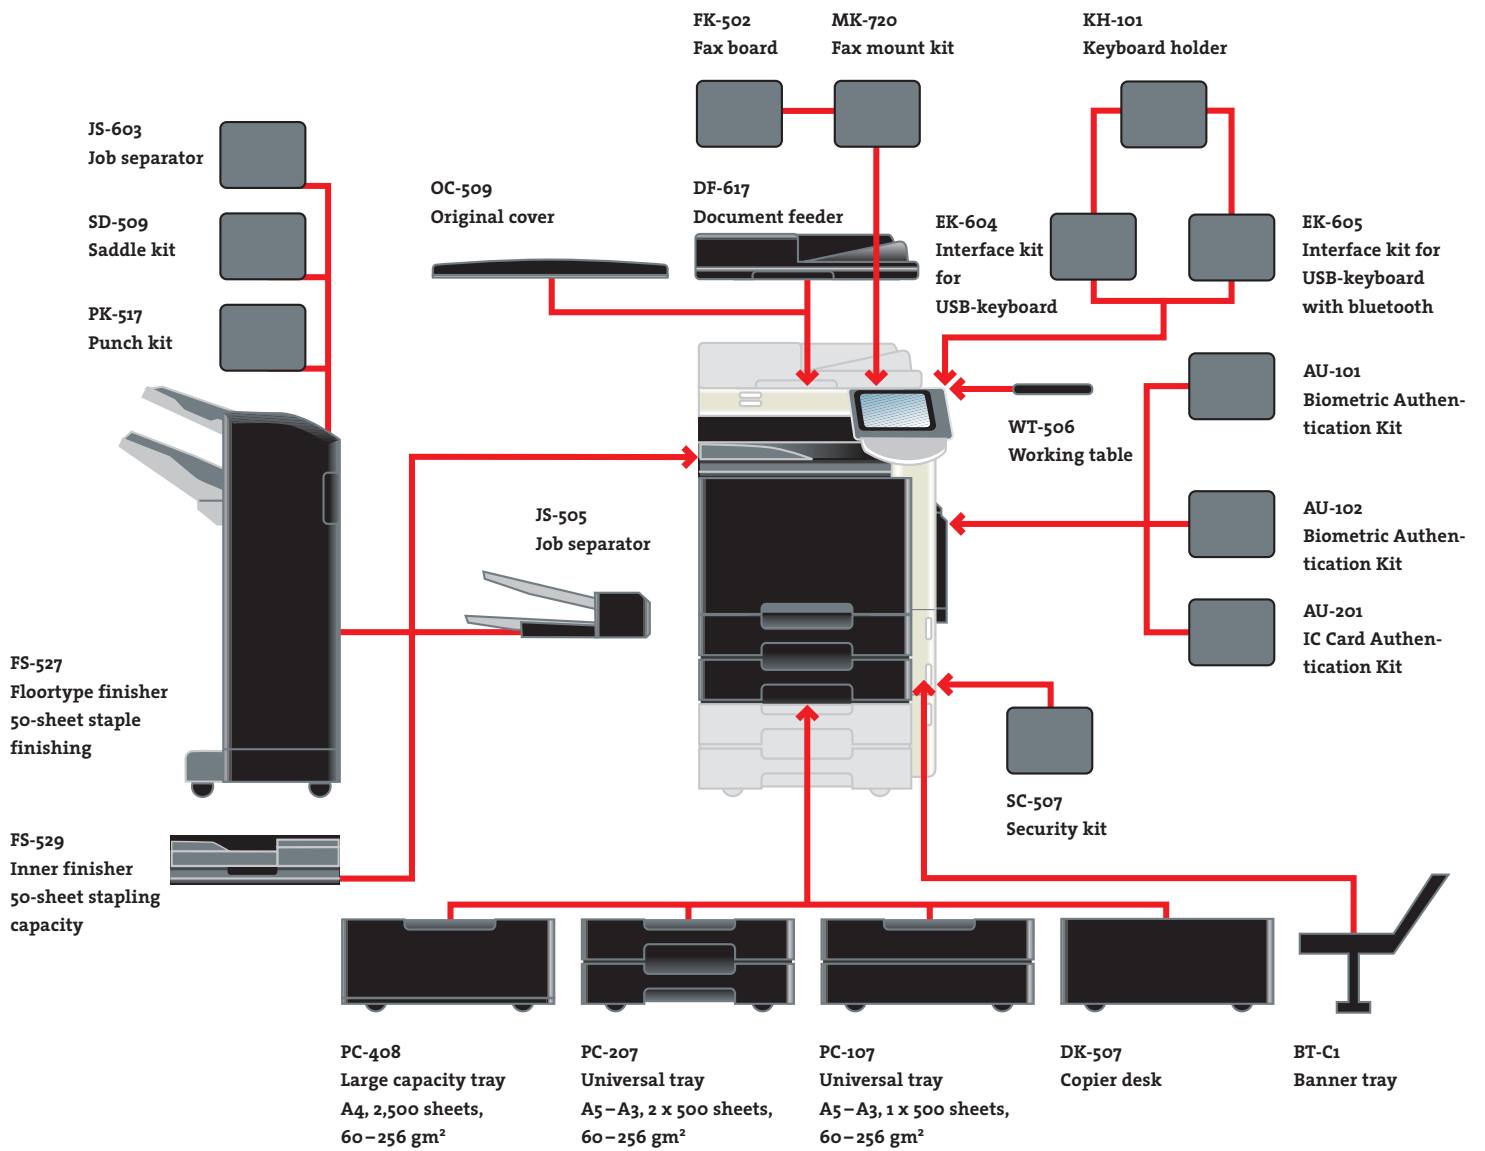 FK-502
Fax board
MK-720
Fax mount kit
KH-101
Keyboard holder
JS-603
Job separator
SD-509
Saddle kit
PK-517
Punch kit
OC-509
Original cover
DF-617
Document feeder
EK-604
Interface kit
for
USB-keyboard
EK-605
Interface kit for
USB-keyboard
with bluetooth
AU-101
Biometric Authen-
tication Kit
WT-506
Working table
AU-102
Biometric Authen-
tication Kit
JS-505
Job separator
AU-201
IC Card Authen-
tication Kit
FS-527
Floortype finisher
50-sheet staple
finishing
SC-507
Security kit
FS-529
Inner finisher
50-sheet stapling
capacity
PC-408
Large capacity tray
A4, 2,500 sheets,
60–256 gm²
PC-207
Universal tray
A5–A3, 2 x 500 sheets,
60–256 gm²
PC-107
Universal tray
A5–A3, 1 x 500 sheets,
60–256 gm²
DK-507
Copier desk
BT-C1
Banner tray